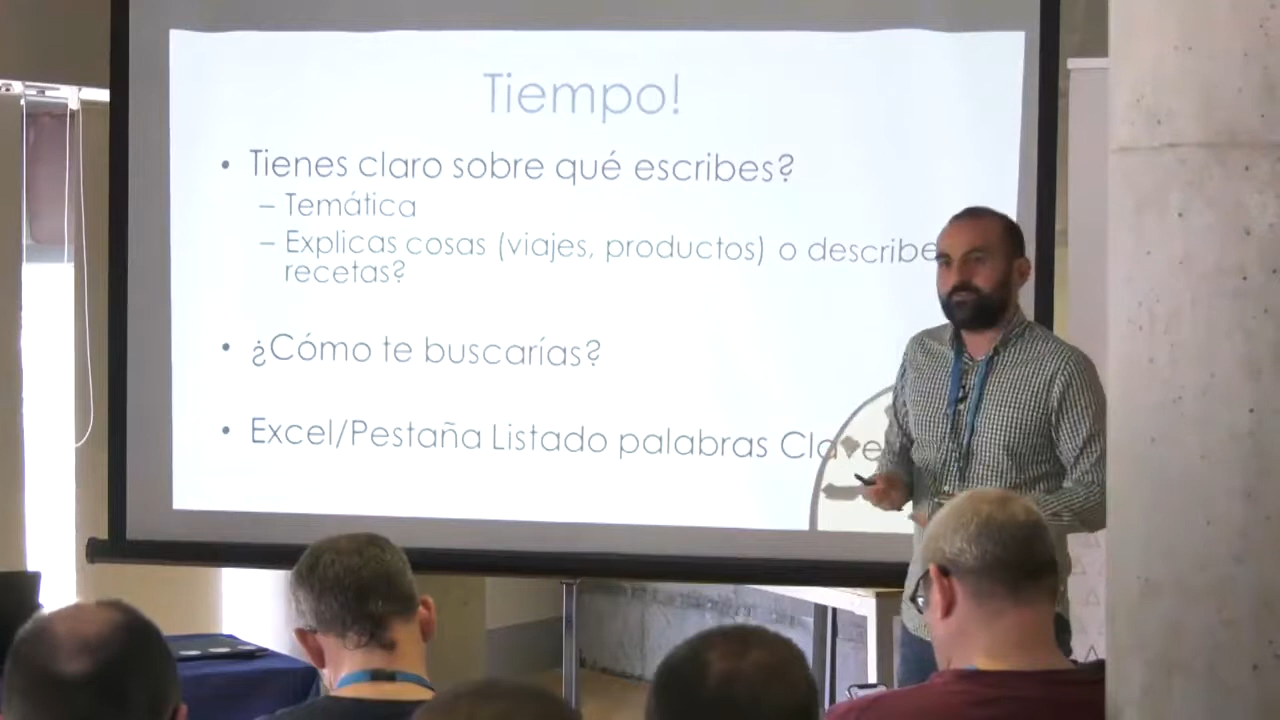 Tiempo!
• Tienes claro sobre qué escribes?
– Temática
– Explicas cosas (viajes, productos) o describe
recetas?
• ¿Cómo te buscarías?
• Excel/Pestaña Listado palabras Clave